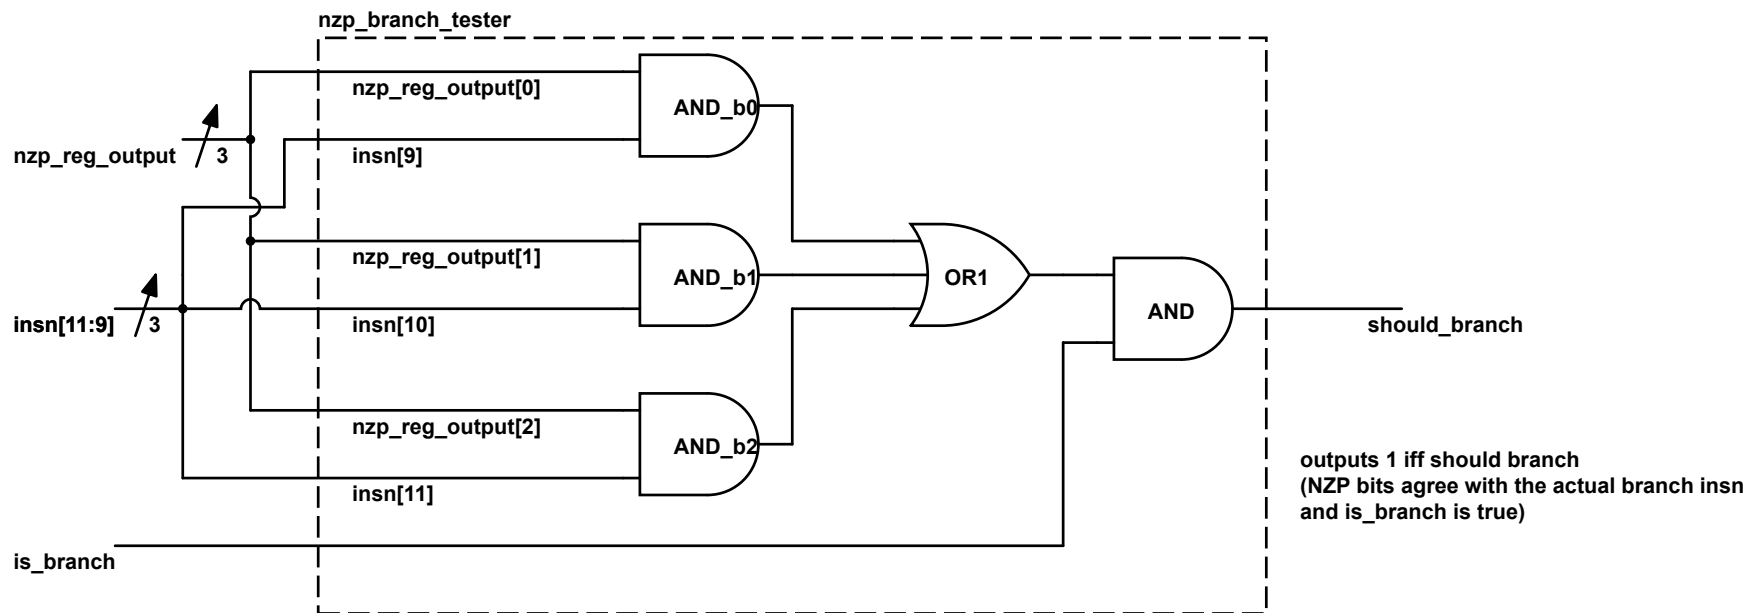 nzp_branch_tester
nzp_reg_output[0]
AND_b0
nzp_reg_output
3
insn[9]
nzp_reg_output[1]
AND_b1
OR1
insn[11:9]
3
insn[10]
AND
should_branch
nzp_reg_output[2]
AND_b2
insn[11]
outputs 1 iff should branch
(NZP bits agree with the actual branch insn
and is_branch is true)
is_branch